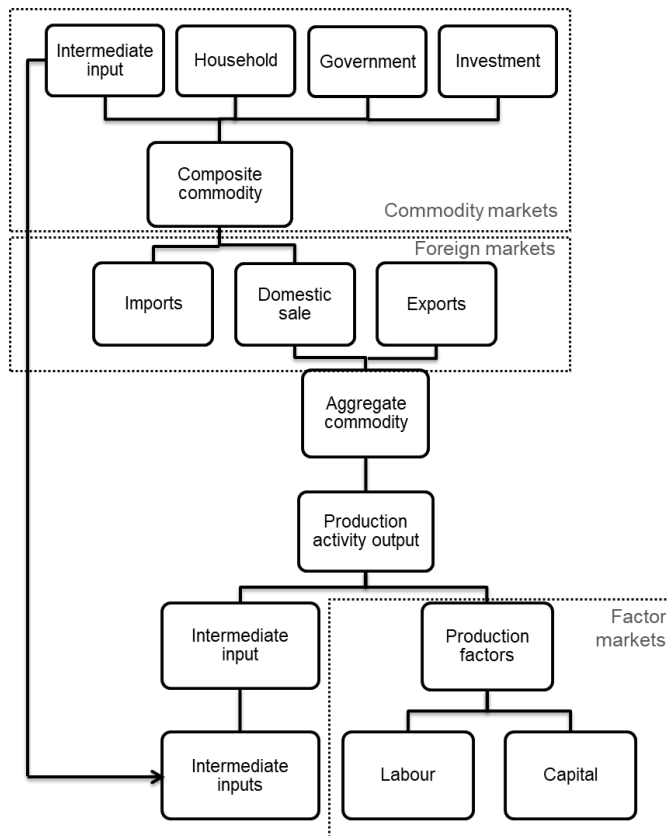 Intermediate
input
Household
Government
Investment
Composite
commodity
Commodity markets
Foreign markets
Imports
Domestic
sale
Exports
Aggregate
commodity
Production
activity output
Intermediate
input
Production
factors
Factor
markets
Intermediate
inputs
Labour
Capital